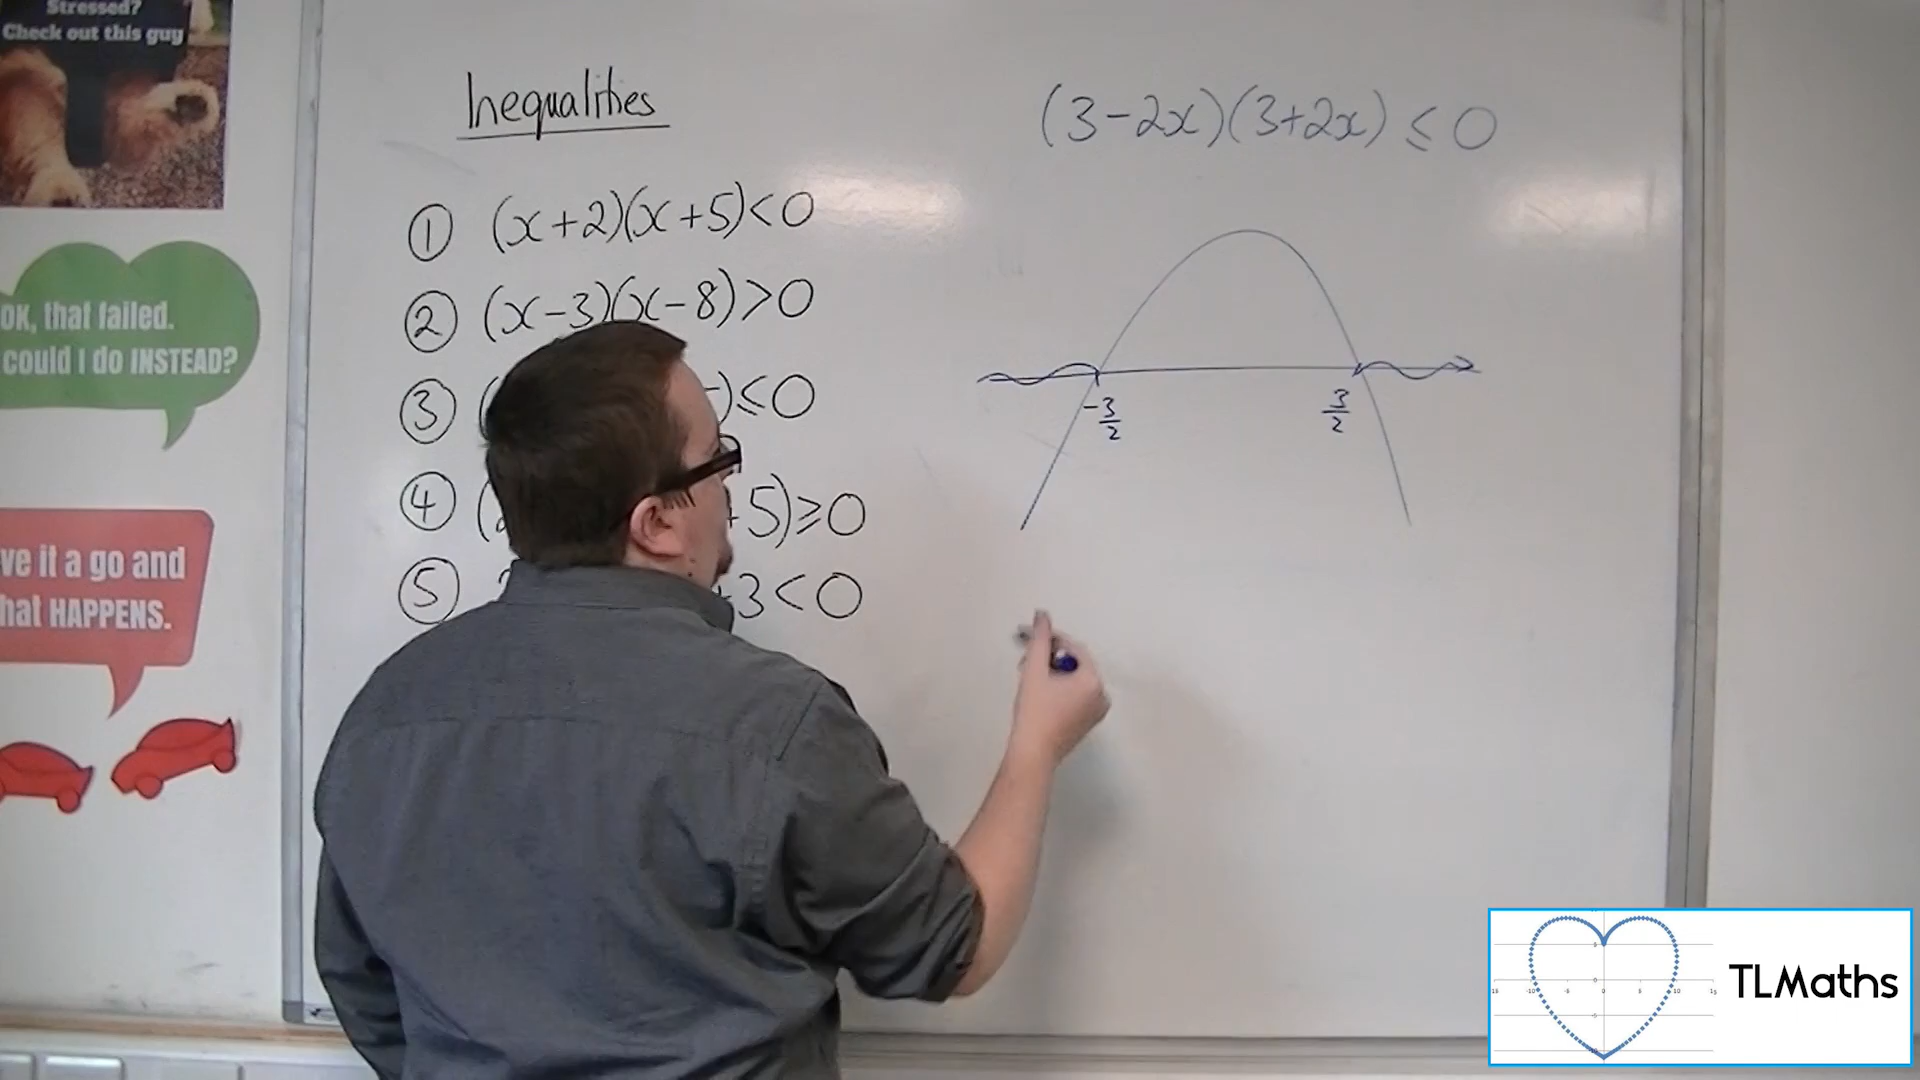 Stressed?
Check out this guy
OK, that failed.
could I do INSTEAD?
ve it a go and
hat HAPPENS.
Inequalities
① (x+2)(x+5)<0
② (x-3)(x-8)>0
③ ( )≤0
④ ( +5)≥0
⑤ +3<0
(3-2x)(3+2x)≤0
-3/2
3/2
TLMaths